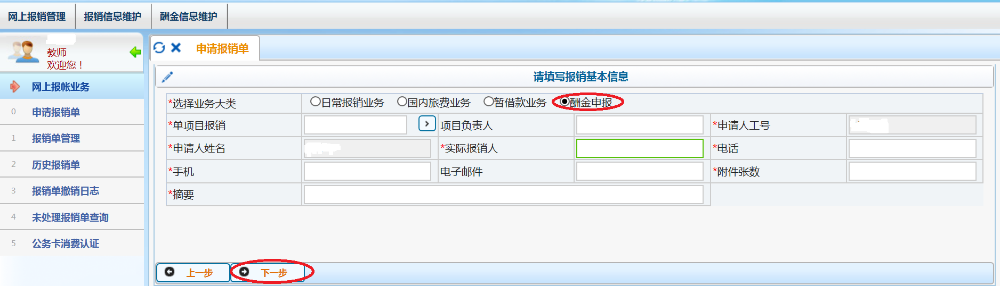 网上报销管理 报销信息维护 酬金信息维护
教师
欢迎您！
申请报销单
网上报帐业务
0 申请报销单
1 报销单管理
2 历史报销单
3 报销单撤销日志
4 未处理报销单查询
5 公务卡消费认证
请填写报销基本信息
*选择业务大类 日常报销业务 国内旅费业务 暂借款业务 酬金申报
*单项目报销 项目负责人 *申请人工号
*申请人姓名 *实际报销人 *电话
*手机 电子邮件 *附件张数
*摘要
上一步 下一步